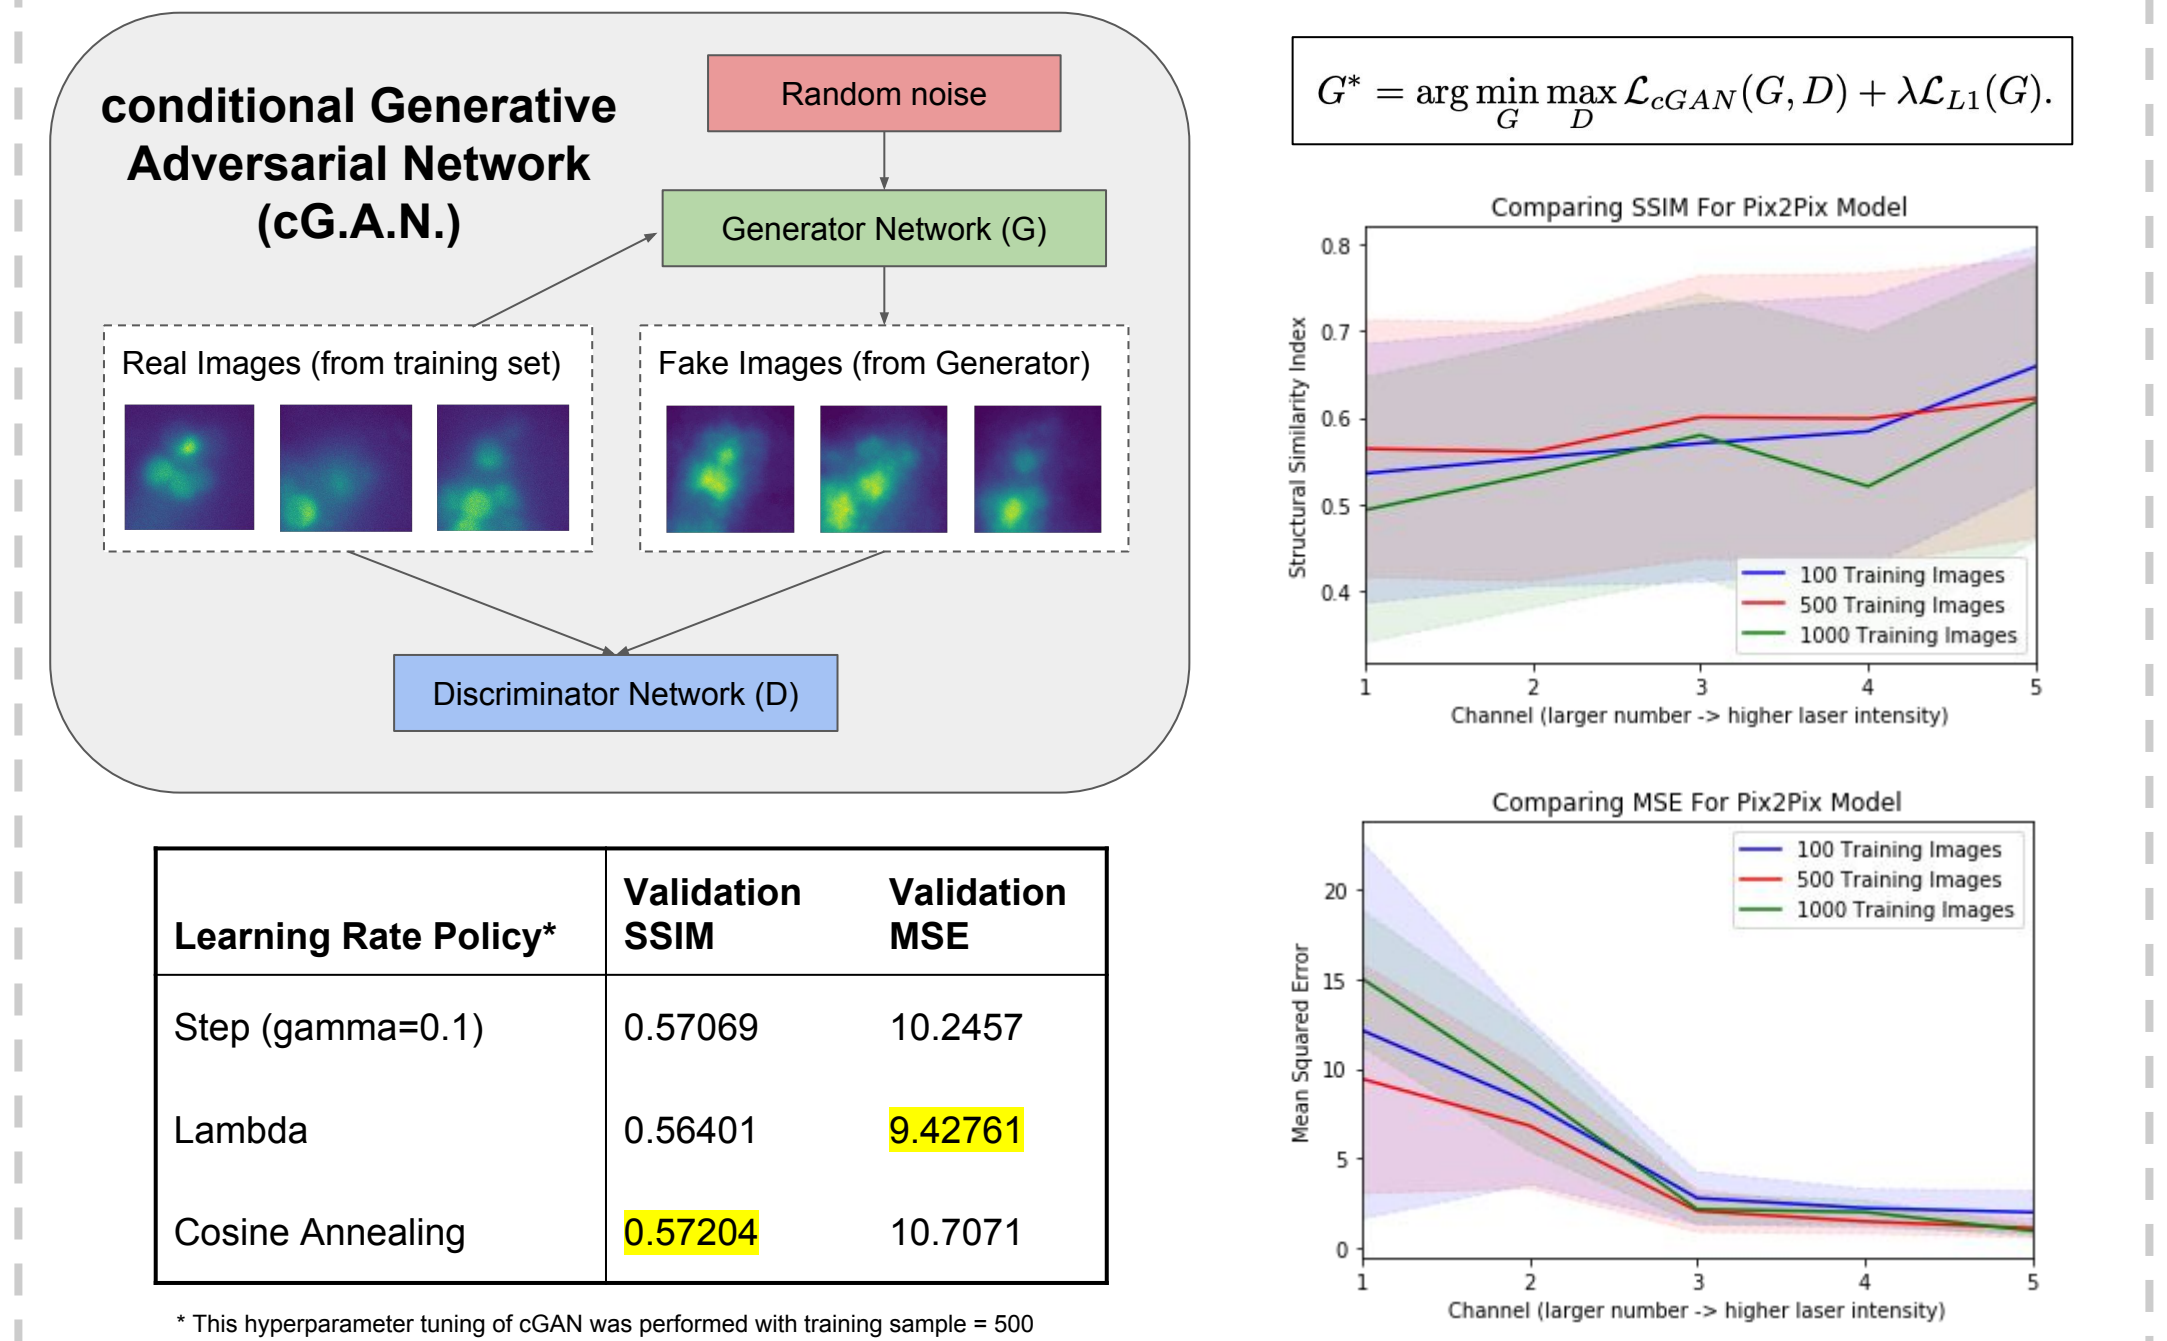 conditional Generative
Adversarial Network
(cG.A.N.)
Random noise
Generator Network (G)
Real Images (from training set)
Fake Images (from Generator)
Discriminator Network (D)
Learning Rate Policy* Validation SSIM Validation MSE
Step (gamma=0.1) 0.57069 10.2457
Lambda 0.56401 9.42761
Cosine Annealing 0.57204 10.7071
* This hyperparameter tuning of cGAN was performed with training sample = 500
G* = arg min_G max_D ℒ_cGAN(G, D) + λℒ_L1(G).
Comparing SSIM For Pix2Pix Model
Structural Similarity Index
0.8
0.7
0.6
0.5
0.4
100 Training Images
500 Training Images
1000 Training Images
1 2 3 4 5
Channel (larger number -> higher laser intensity)
Comparing MSE For Pix2Pix Model
Mean Squared Error
20
15
10
5
0
100 Training Images
500 Training Images
1000 Training Images
1 2 3 4 5
Channel (larger number -> higher laser intensity)